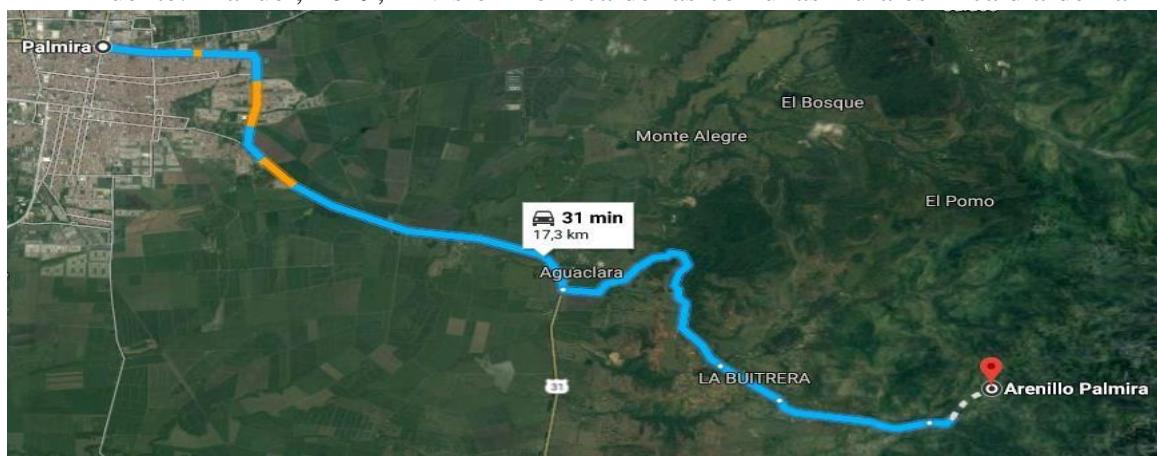 Palmira
El Bosque
Monte Alegre
El Pomo
31 min
17,3 km
Aguaclara
LA BUITRERA
31
Arenillo Palmira